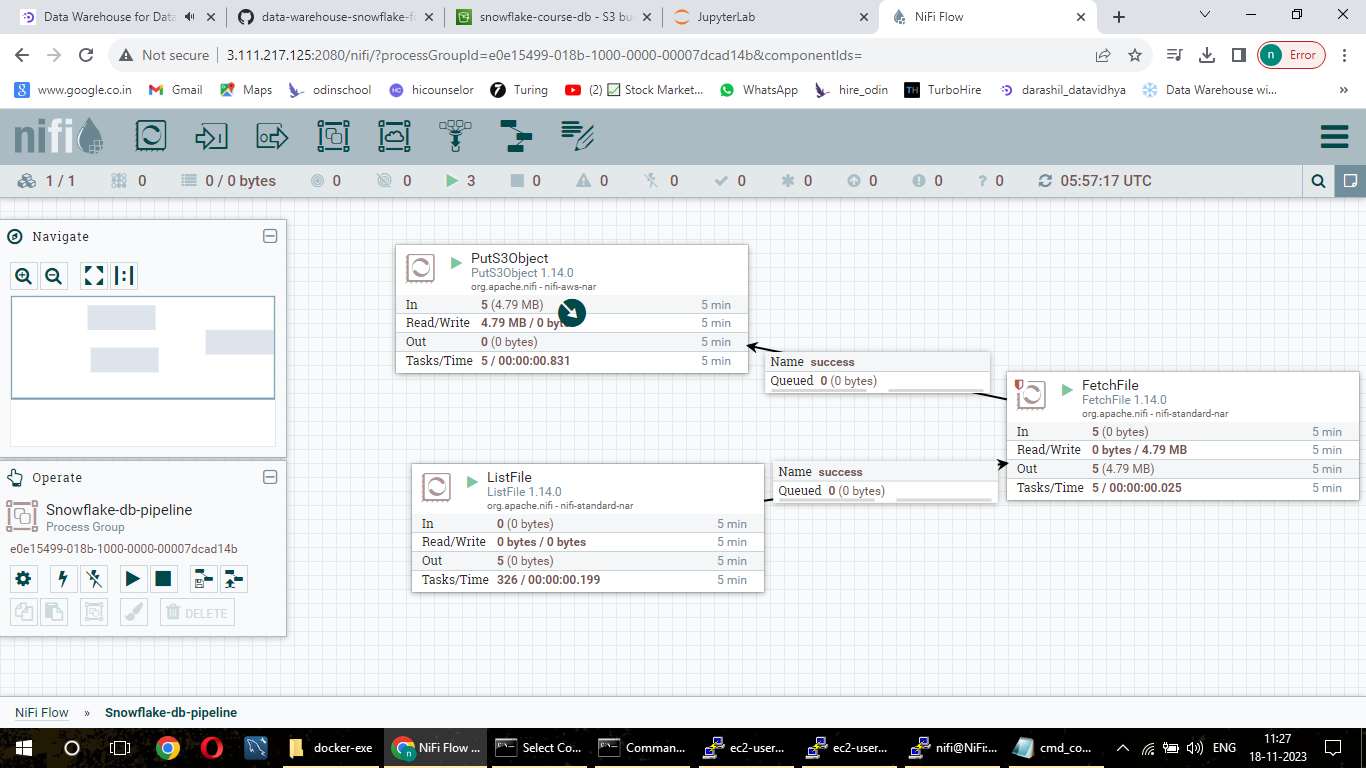 Data Warehouse for Data
data-warehouse-snowflake-f
snowflake-course-db - S3 bu
JupyterLab
NiFi Flow
Not secure
3.111.217.125:2080/nifi/?processGroupId=e0e15499-018b-1000-0000-00007dcad14b&componentIds=
n Error
www.google.co.in
Gmail
Maps
odinschool
HC hicounselor
Turing
(2)
Stock Market...
WhatsApp
hire_odin
TH TurboHire
darashil_datavidhya
Data Warehouse wi...
»
nifi
1 / 1
0
0 / 0 bytes
0
0
3
0
0
0
0
0
0
0
? 0
05:57:17 UTC
Navigate
Operate
Snowflake-db-pipeline
Process Group
e0e15499-018b-1000-0000-00007dcad14b
DELETE
PutS3Object
PutS3Object 1.14.0
org.apache.nifi - nifi-aws-nar
In 5 (4.79 MB) 5 min
Read/Write 4.79 MB / 0 bytes 5 min
Out 0 (0 bytes) 5 min
Tasks/Time 5 / 00:00:00.831 5 min
Name success
Queued 0 (0 bytes)
FetchFile
FetchFile 1.14.0
org.apache.nifi - nifi-standard-nar
In 5 (0 bytes) 5 min
Read/Write 0 bytes / 4.79 MB 5 min
Out 5 (4.79 MB) 5 min
Tasks/Time 5 / 00:00:00.025 5 min
ListFile
ListFile 1.14.0
org.apache.nifi - nifi-standard-nar
In 0 (0 bytes) 5 min
Read/Write 0 bytes / 0 bytes 5 min
Out 5 (0 bytes) 5 min
Tasks/Time 326 / 00:00:00.199 5 min
Name success
Queued 0 (0 bytes)
NiFi Flow » Snowflake-db-pipeline
docker-exe
NiFi Flow ...
Select Co...
Comman...
ec2-user...
ec2-user...
nifi@NiFi:...
cmd_co...
ENG
11:27
18-11-2023